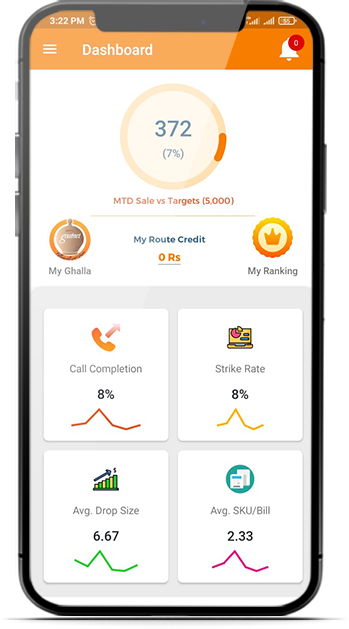 3:22 PM
55
Dashboard
0
372
(7%)
MTD Sale vs Targets (5,000)
My Route Credit
0 Rs
My Ghalla
My Ranking
Call Completion
Strike Rate
8%
8%
Avg. Drop Size
Avg. SKU/Bill
6.67
2.33